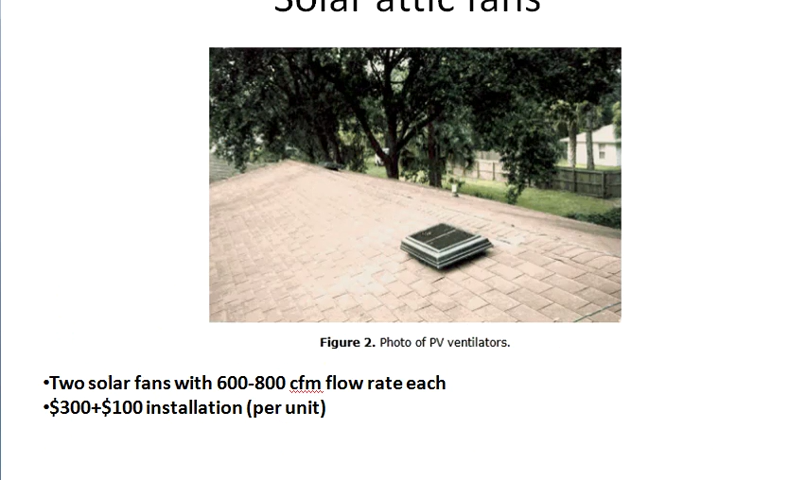 Solar attic fans
Figure 2. Photo of PV ventilators.
•Two solar fans with 600-800 cfm flow rate each
•$300+$100 installation (per unit)